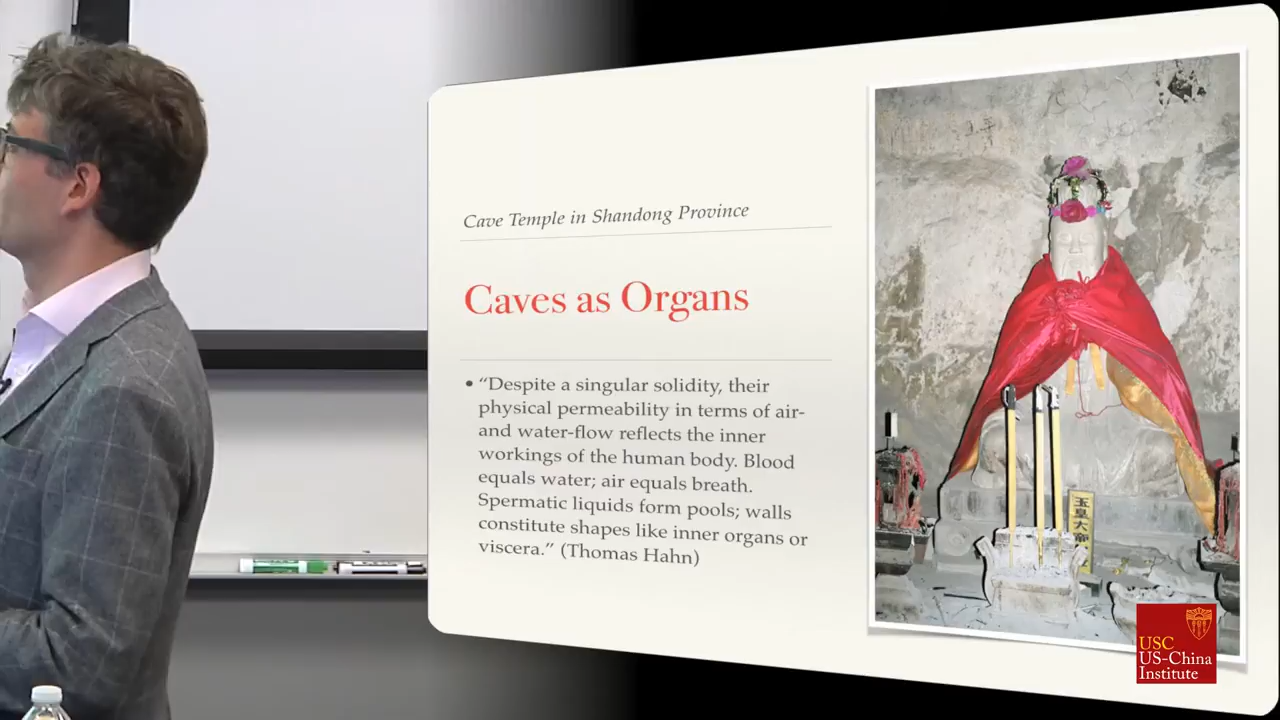 Cave Temple in Shandong Province
Caves as Organs
• “Despite a singular solidity, their
physical permeability in terms of air-
and water-flow reflects the inner
workings of the human body. Blood
equals water; air equals breath.
Spermatic liquids form pools; walls
constitute shapes like inner organs or
viscera.” (Thomas Hahn)
玉皇大帝
USC
US-China
Institute